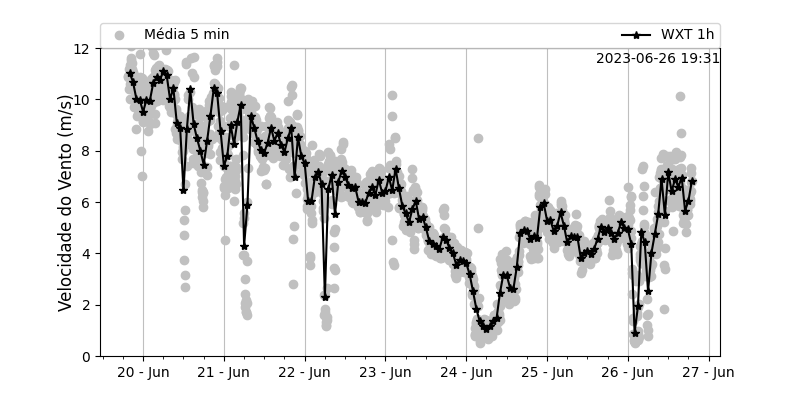 Média 5 min
WXT 1h
2023-06-26 19:31
Velocidade do Vento (m/s)
12
10
8
6
4
2
0
20 - Jun
21 - Jun
22 - Jun
23 - Jun
24 - Jun
25 - Jun
26 - Jun
27 - Jun